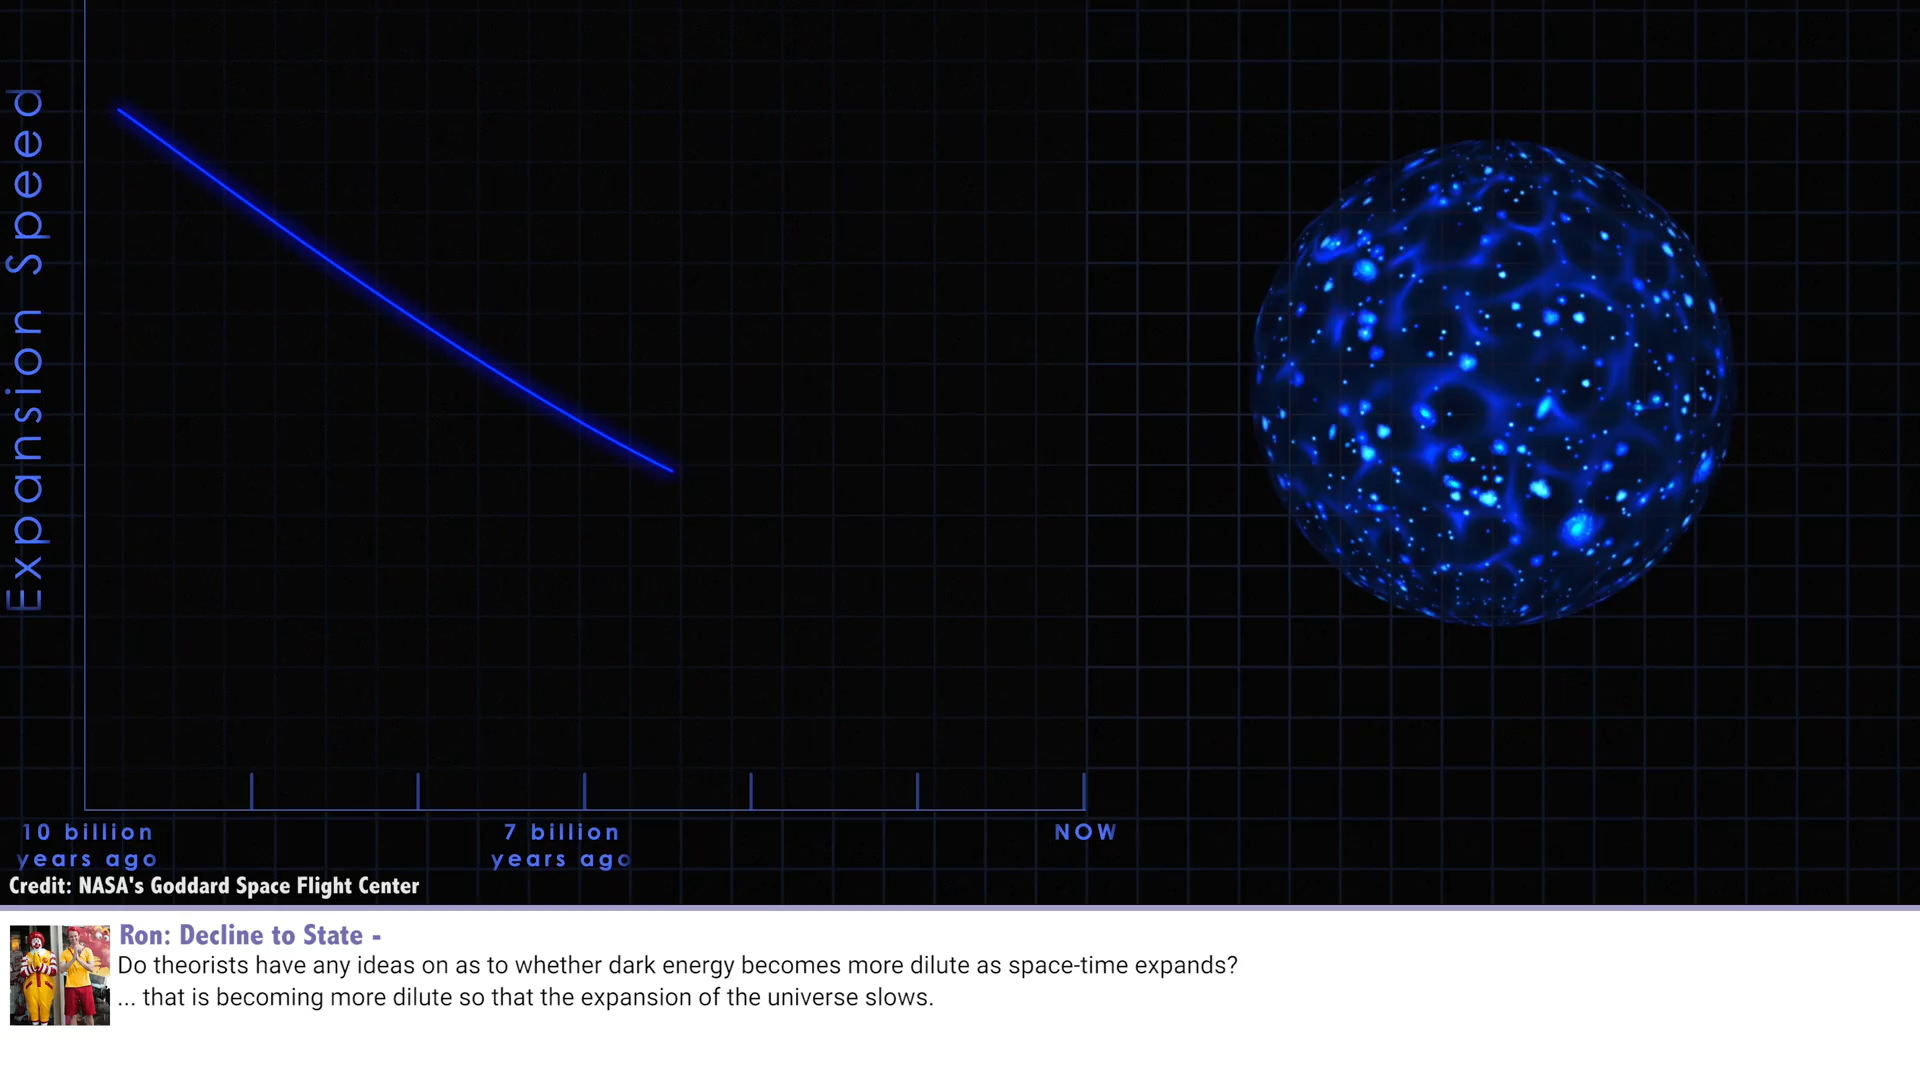 Expansion Speed
10 billion
years ago
7 billion
years ago
NOW
Credit: NASA's Goddard Space Flight Center
Ron: Decline to State -
Do theorists have any ideas on as to whether dark energy becomes more dilute as space-time expands?
... that is becoming more dilute so that the expansion of the universe slows.